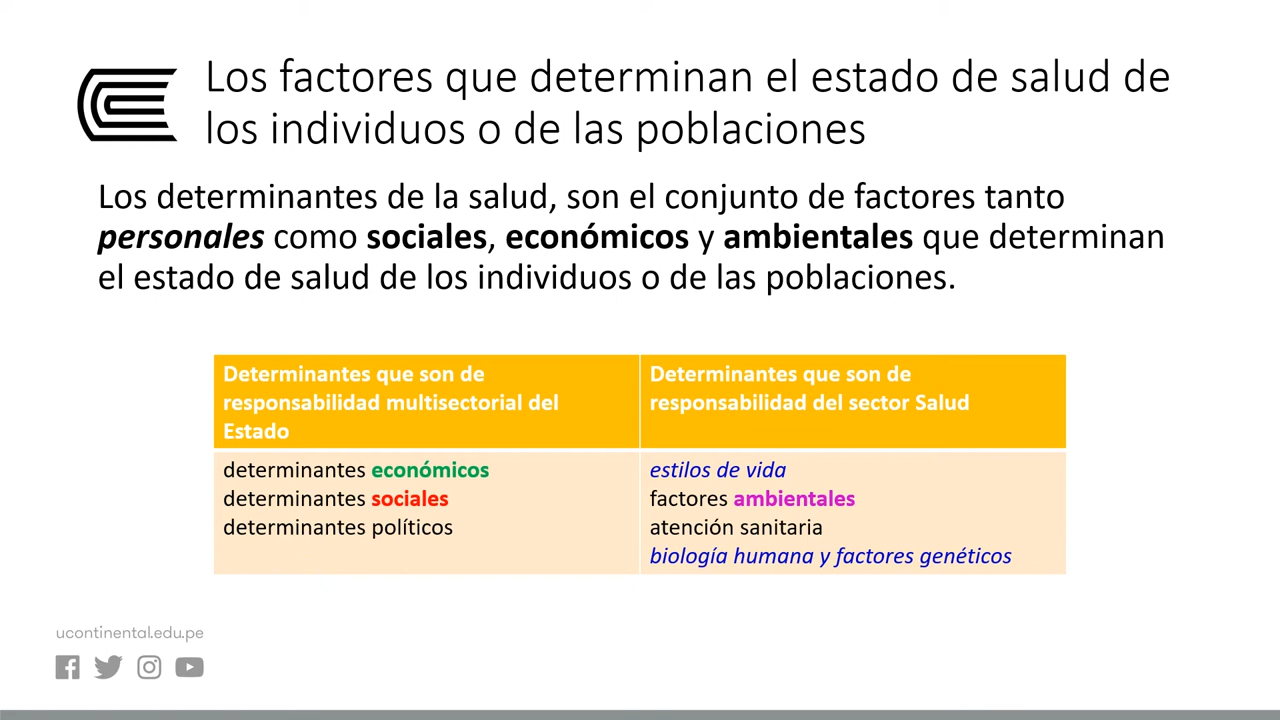 Los factores que determinan el estado de salud de
los individuos o de las poblaciones
Los determinantes de la salud, son el conjunto de factores tanto
personales como sociales, económicos y ambientales que determinan
el estado de salud de los individuos o de las poblaciones.
Determinantes que son de
responsabilidad multisectorial del
Estado
Determinantes que son de
responsabilidad del sector Salud
determinantes económicos
determinantes sociales
determinantes políticos
estilos de vida
factores ambientales
atención sanitaria
biología humana y factores genéticos
ucontinental.edu.pe